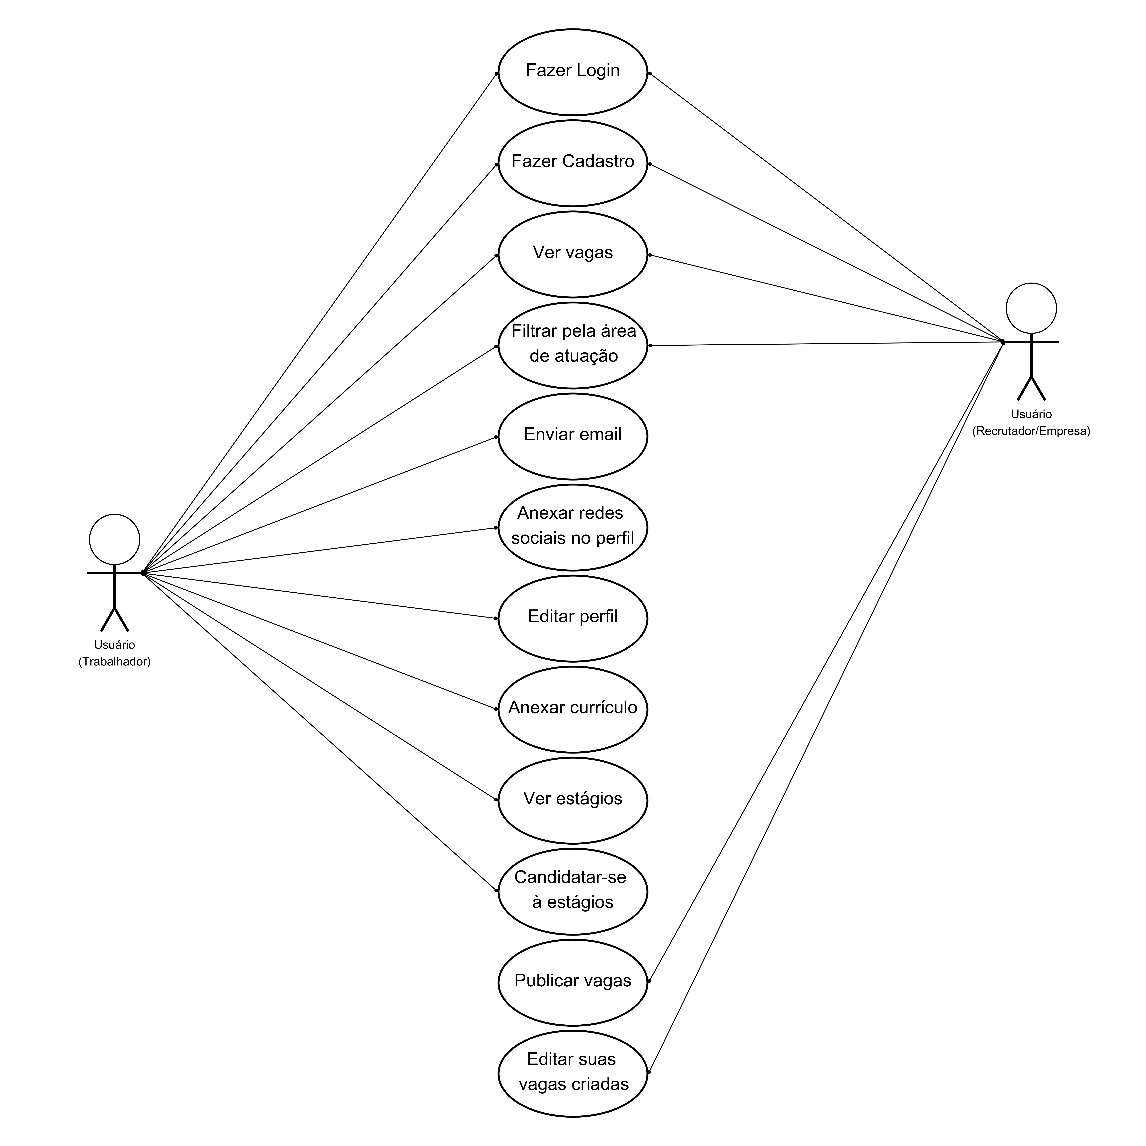 Fazer Login
Fazer Cadastro
Ver vagas
Filtrar pela área
de atuação
Usuário
(Recrutador/Empresa)
Enviar email
Anexar redes
sociais no perfil
Editar perfil
Usuário
(Trabalhador)
Anexar currículo
Ver estágios
Candidatar-se
à estágios
Publicar vagas
Editar suas
vagas criadas